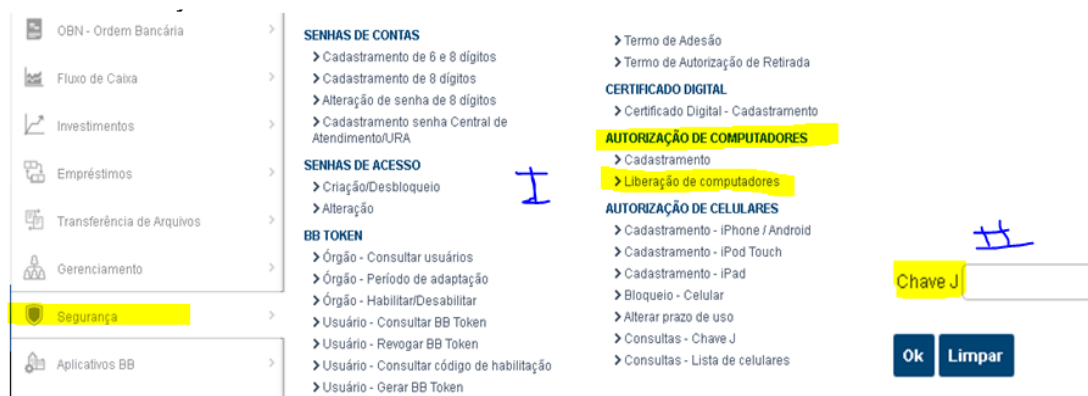 OBN - Ordem Bancária
Fluxo de Caixa
Investimentos
Empréstimos
Transferência de Arquivos
Gerenciamento
Segurança
Aplicativos BB
SENHAS DE CONTAS
Cadastramento de 6 e 8 dígitos
Cadastramento de 8 dígitos
Alteração de senha de 8 dígitos
Cadastramento senha Central de
Atendimento/URA
SENHAS DE ACESSO
Criação/Desbloqueio
Alteração
BB TOKEN
Órgão - Consultar usuários
Órgão - Período de adaptação
Órgão - Habilitar/Desabilitar
Usuário - Consultar BB Token
Usuário - Revogar BB Token
Usuário - Consultar código de habilitação
Usuário - Gerar BB Token
I
Termo de Adesão
Termo de Autorização de Retirada
CERTIFICADO DIGITAL
Certificado Digital - Cadastramento
AUTORIZAÇÃO DE COMPUTADORES
Cadastramento
Liberação de computadores
AUTORIZAÇÃO DE CELULARES
Cadastramento - iPhone / Android
Cadastramento - iPod Touch
Cadastramento - iPad
Bloqueio - Celular
Alterar prazo de uso
Consultas - Chave J
Consultas - Lista de celulares
II
Chave J
Ok Limpar